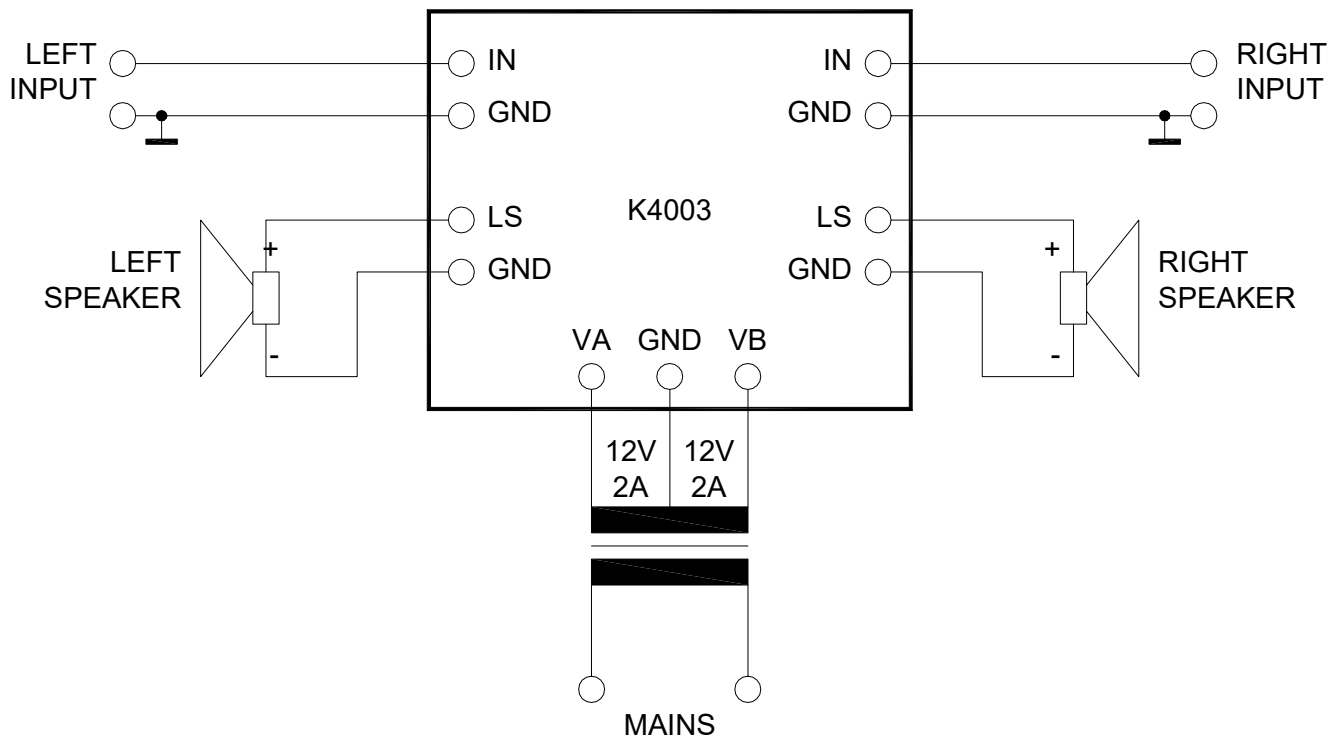 LEFT
INPUT
IN
IN
RIGHT
INPUT
GND
GND
LS
K4003
LS
GND
GND
LEFT
SPEAKER
+
-
+
-
RIGHT
SPEAKER
VA GND VB
12V 12V
2A 2A
MAINS